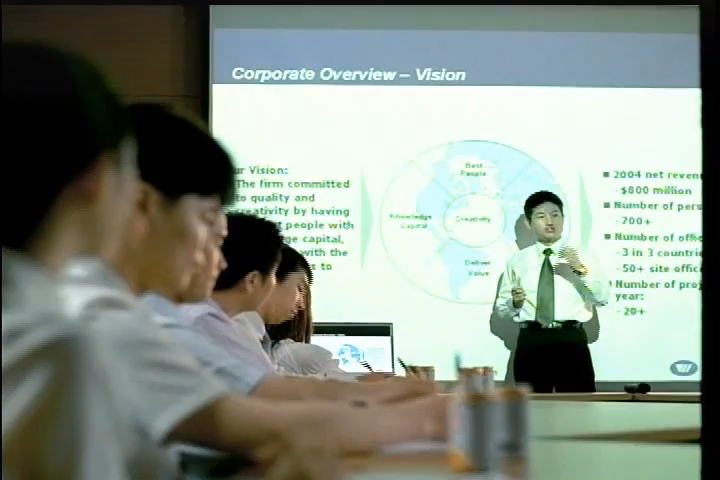 Corporate Overview – Vision
ur Vision:
The firm committed
to quality and
eativity by having
t people with
ge capital,
with the
s to
Best
People
Knowledge
Capital
Creativity
Deliver
Value
2004 net reven
- $800 million
Number of pers
- 700+
Number of offic
- 3 in 3 countri
- 50+ site offic
Number of proj
year:
- 20+